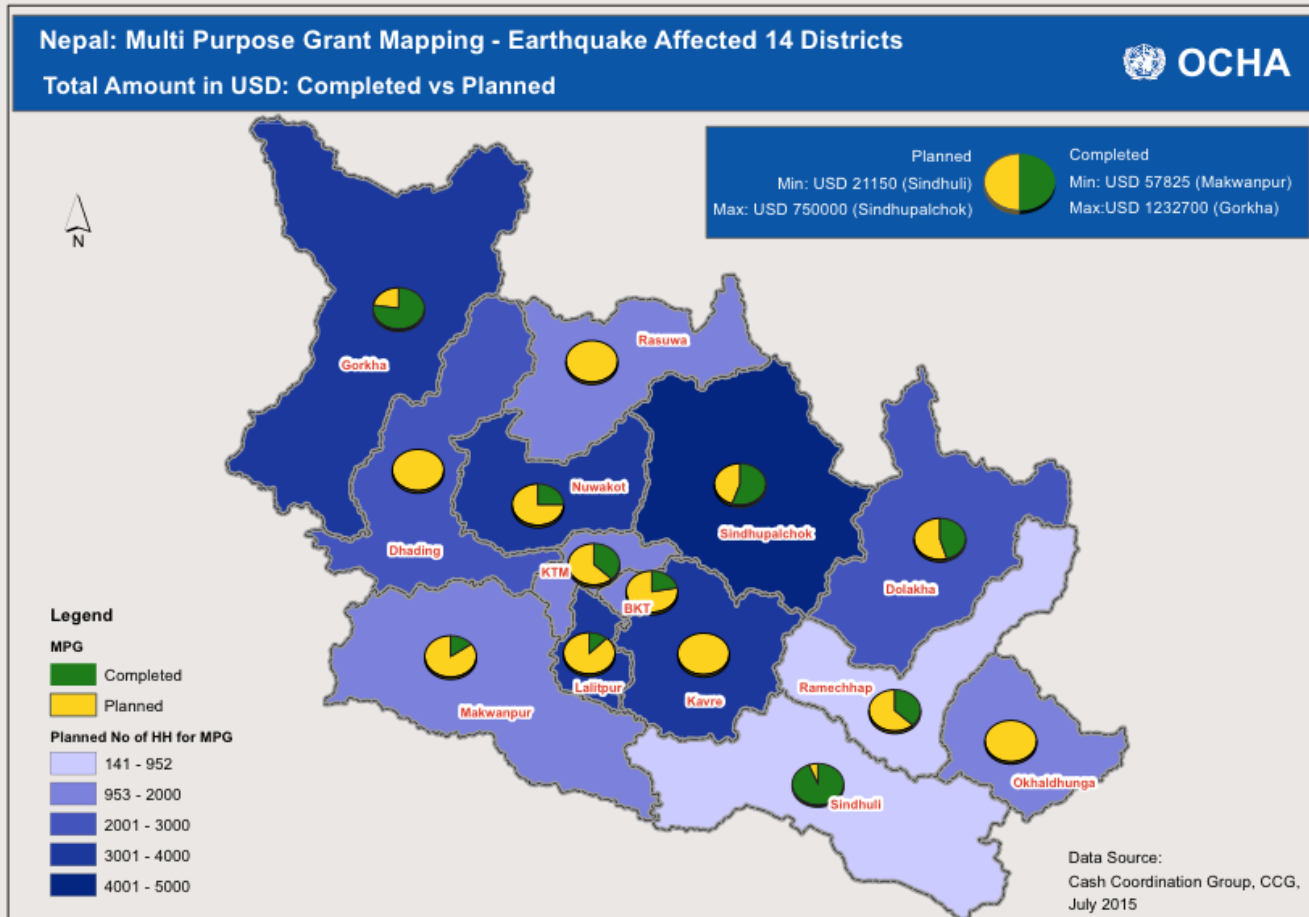 Nepal: Multi Purpose Grant Mapping - Earthquake Affected 14 Districts
Total Amount in USD: Completed vs Planned
OCHA
Planned
Min: USD 21150 (Sindhuli)
Max: USD 750000 (Sindhupalchok)
Completed
Min: USD 57825 (Makwanpur)
Max:USD 1232700 (Gorkha)
N
Gorkha
Rasuwa
Nuwakot
Sindhupalchok
Dhading
KTM
Dolakha
BKT
Lalitpur
Kavre
Ramechhap
Makwanpur
Okhaldhunga
Sindhuli
Legend
MPG
Completed
Planned
Planned No of HH for MPG
141 - 952
953 - 2000
2001 - 3000
3001 - 4000
4001 - 5000
Data Source:
Cash Coordination Group, CCG,
July 2015